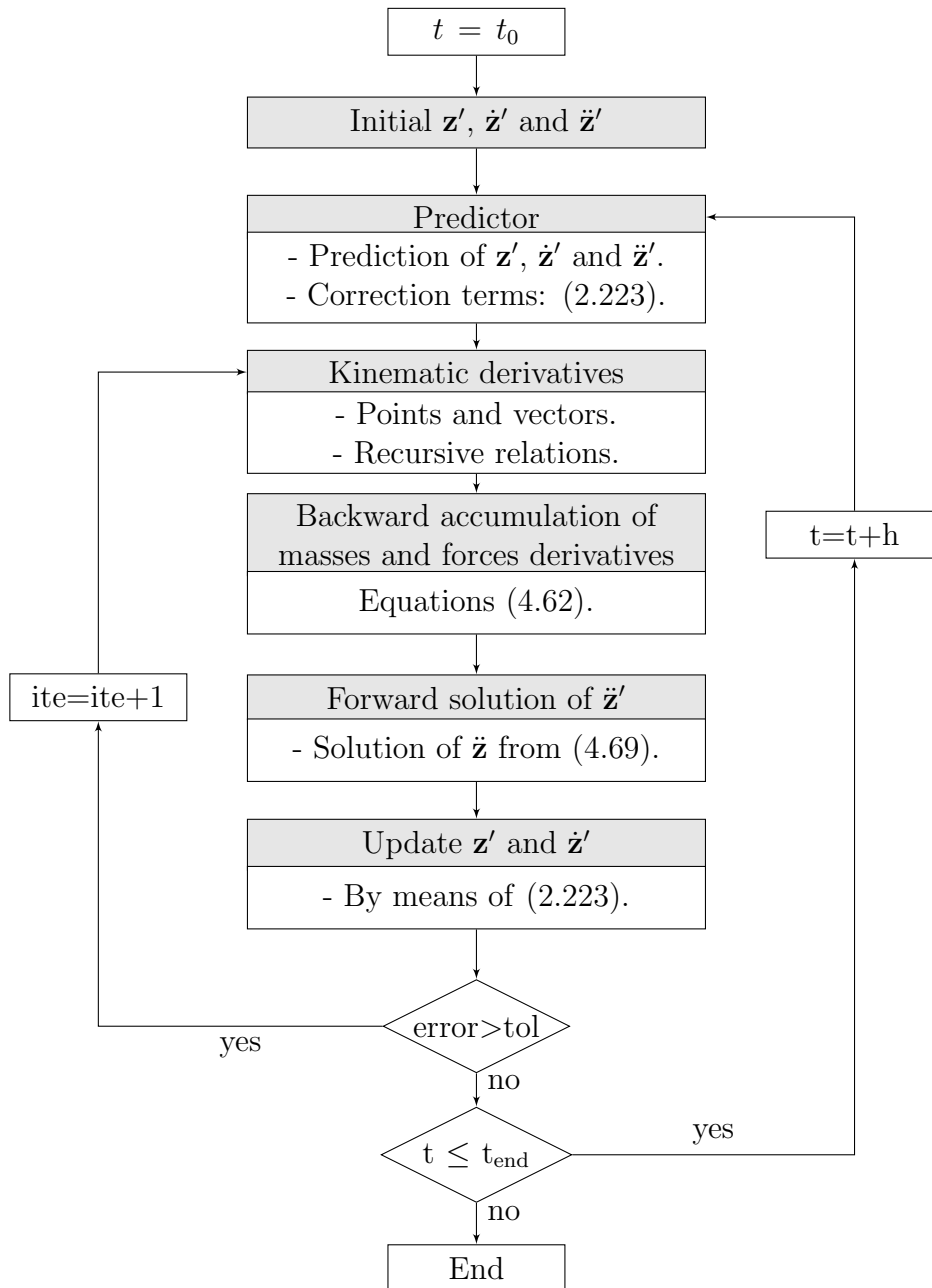 t = t₀
Initial z′, ż′ and z̈′
Predictor
- Prediction of z′, ż′ and z̈′.
- Correction terms: (2.223).
Kinematic derivatives
- Points and vectors.
- Recursive relations.
Backward accumulation of
masses and forces derivatives
Equations (4.62).
t=t+h
Forward solution of z̈′
- Solution of z̈ from (4.69).
ite=ite+1
Update z′ and ż′
- By means of (2.223).
error>tol
yes
no
t ≤ t_end
yes
no
End